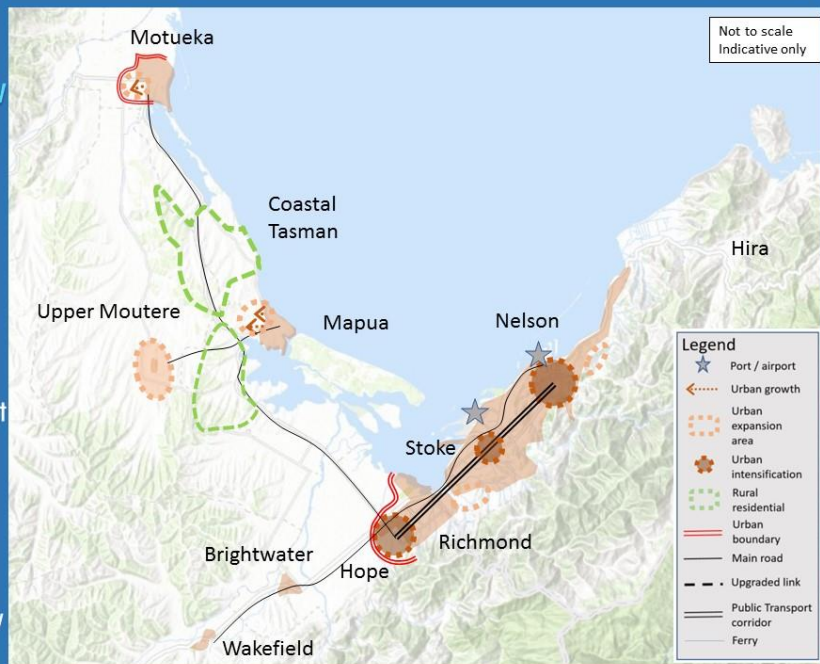 Motueka
Not to scale
Indicative only
Coastal
Tasman
Hira
Upper Moutere
Mapua
Nelson
Stoke
Richmond
Brightwater
Hope
Wakefield
Legend
Port / airport
Urban growth
Urban
expansion
area
Urban
intensification
Rural
residential
Urban
boundary
Main road
Upgraded link
Public Transport
corridor
Ferry